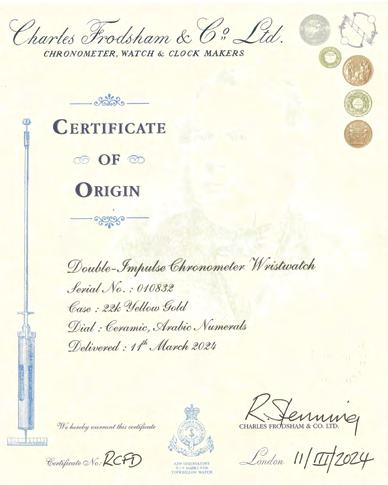 Charles Frodsham & Co. Ltd.
CHRONOMETER, WATCH & CLOCK MAKERS
CERTIFICATE
OF
ORIGIN
Double-Impulse Chronometer Wristwatch
Serial No. : 010832
Case : 22k Yellow Gold
Dial : Ceramic, Arabic Numerals
Delivered : 11th March 2024
We hereby warrant this certificate
CHARLES FRODSHAM & CO. LTD.
Certificate No: RCFD
London 11/III/2024